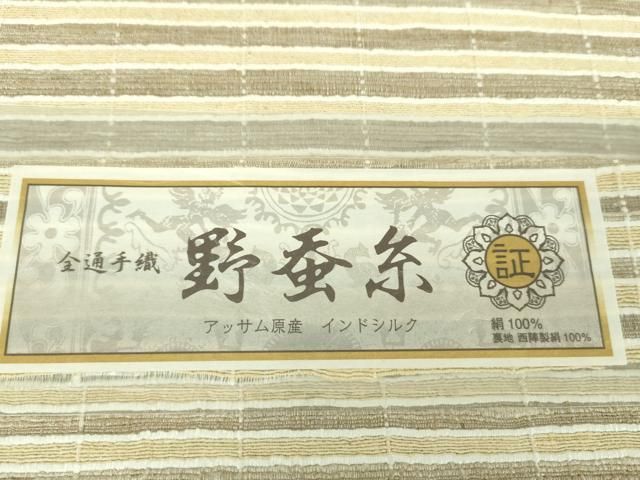 全通手織 野蚕糸
証
アッサム原産 インドシルク
絹100%
裏地 西陣製絹100%